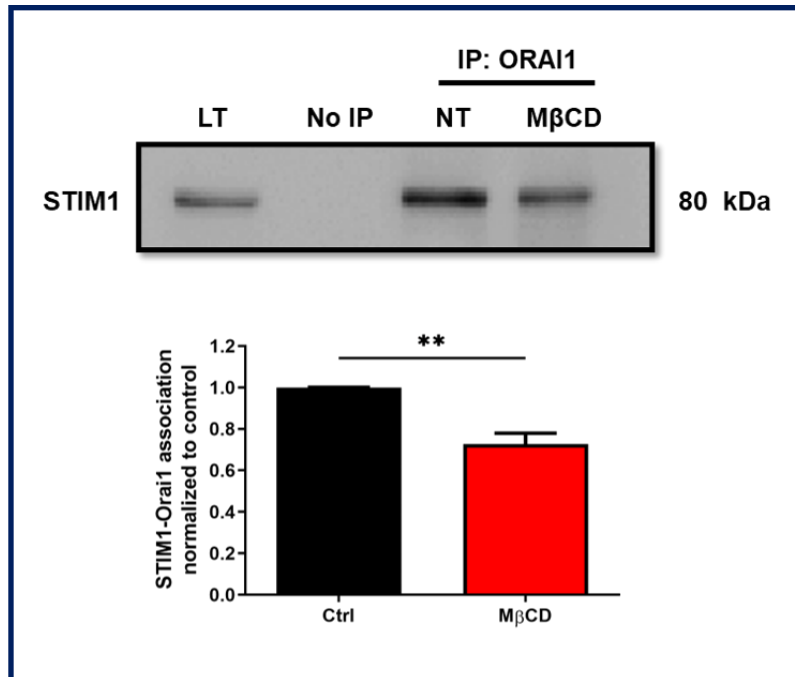 IP: ORAI1
LT No IP NT MβCD
STIM1 80 kDa
STIM1-Orai1 association
normalized to control
**
1.2
1.0
0.8
0.6
0.4
0.2
0.0
Ctrl MβCD